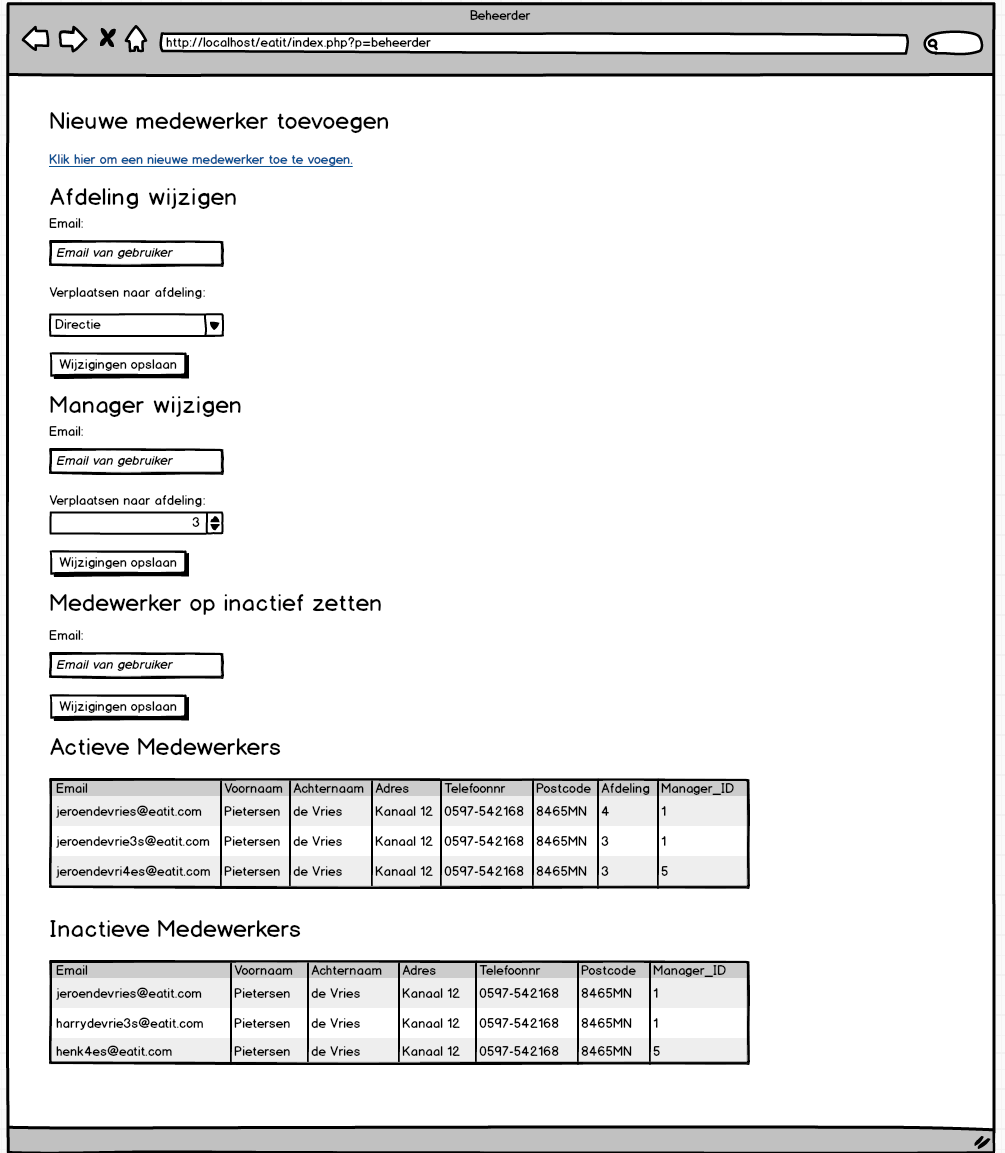 Beheerder
http://localhost/eatit/index.php?p=beheerder
Nieuwe medewerker toevoegen
Klik hier om een nieuwe medewerker toe te voegen.
Afdeling wijzigen
Email:
Email van gebruiker
Verplaatsen naar afdeling:
Directie
Wijzigingen opslaan
Manager wijzigen
Email:
Email van gebruiker
Verplaatsen naar afdeling:
3
Wijzigingen opslaan
Medewerker op inactief zetten
Email:
Email van gebruiker
Wijzigingen opslaan
Actieve Medewerkers
Email Voornaam Achternaam Adres Telefoonnr Postcode Afdeling Manager_ID
jeroendevries@eatit.com Pietersen de Vries Kanaal 12 0597-542168 8465MN 4 1
jeroendevrie3s@eatit.com Pietersen de Vries Kanaal 12 0597-542168 8465MN 3 1
jeroendevri4es@eatit.com Pietersen de Vries Kanaal 12 0597-542168 8465MN 3 5
Inactieve Medewerkers
Email Voornaam Achternaam Adres Telefoonnr Postcode Manager_ID
jeroendevries@eatit.com Pietersen de Vries Kanaal 12 0597-542168 8465MN 1
harrydevrie3s@eatit.com Pietersen de Vries Kanaal 12 0597-542168 8465MN 1
henk4es@eatit.com Pietersen de Vries Kanaal 12 0597-542168 8465MN 5